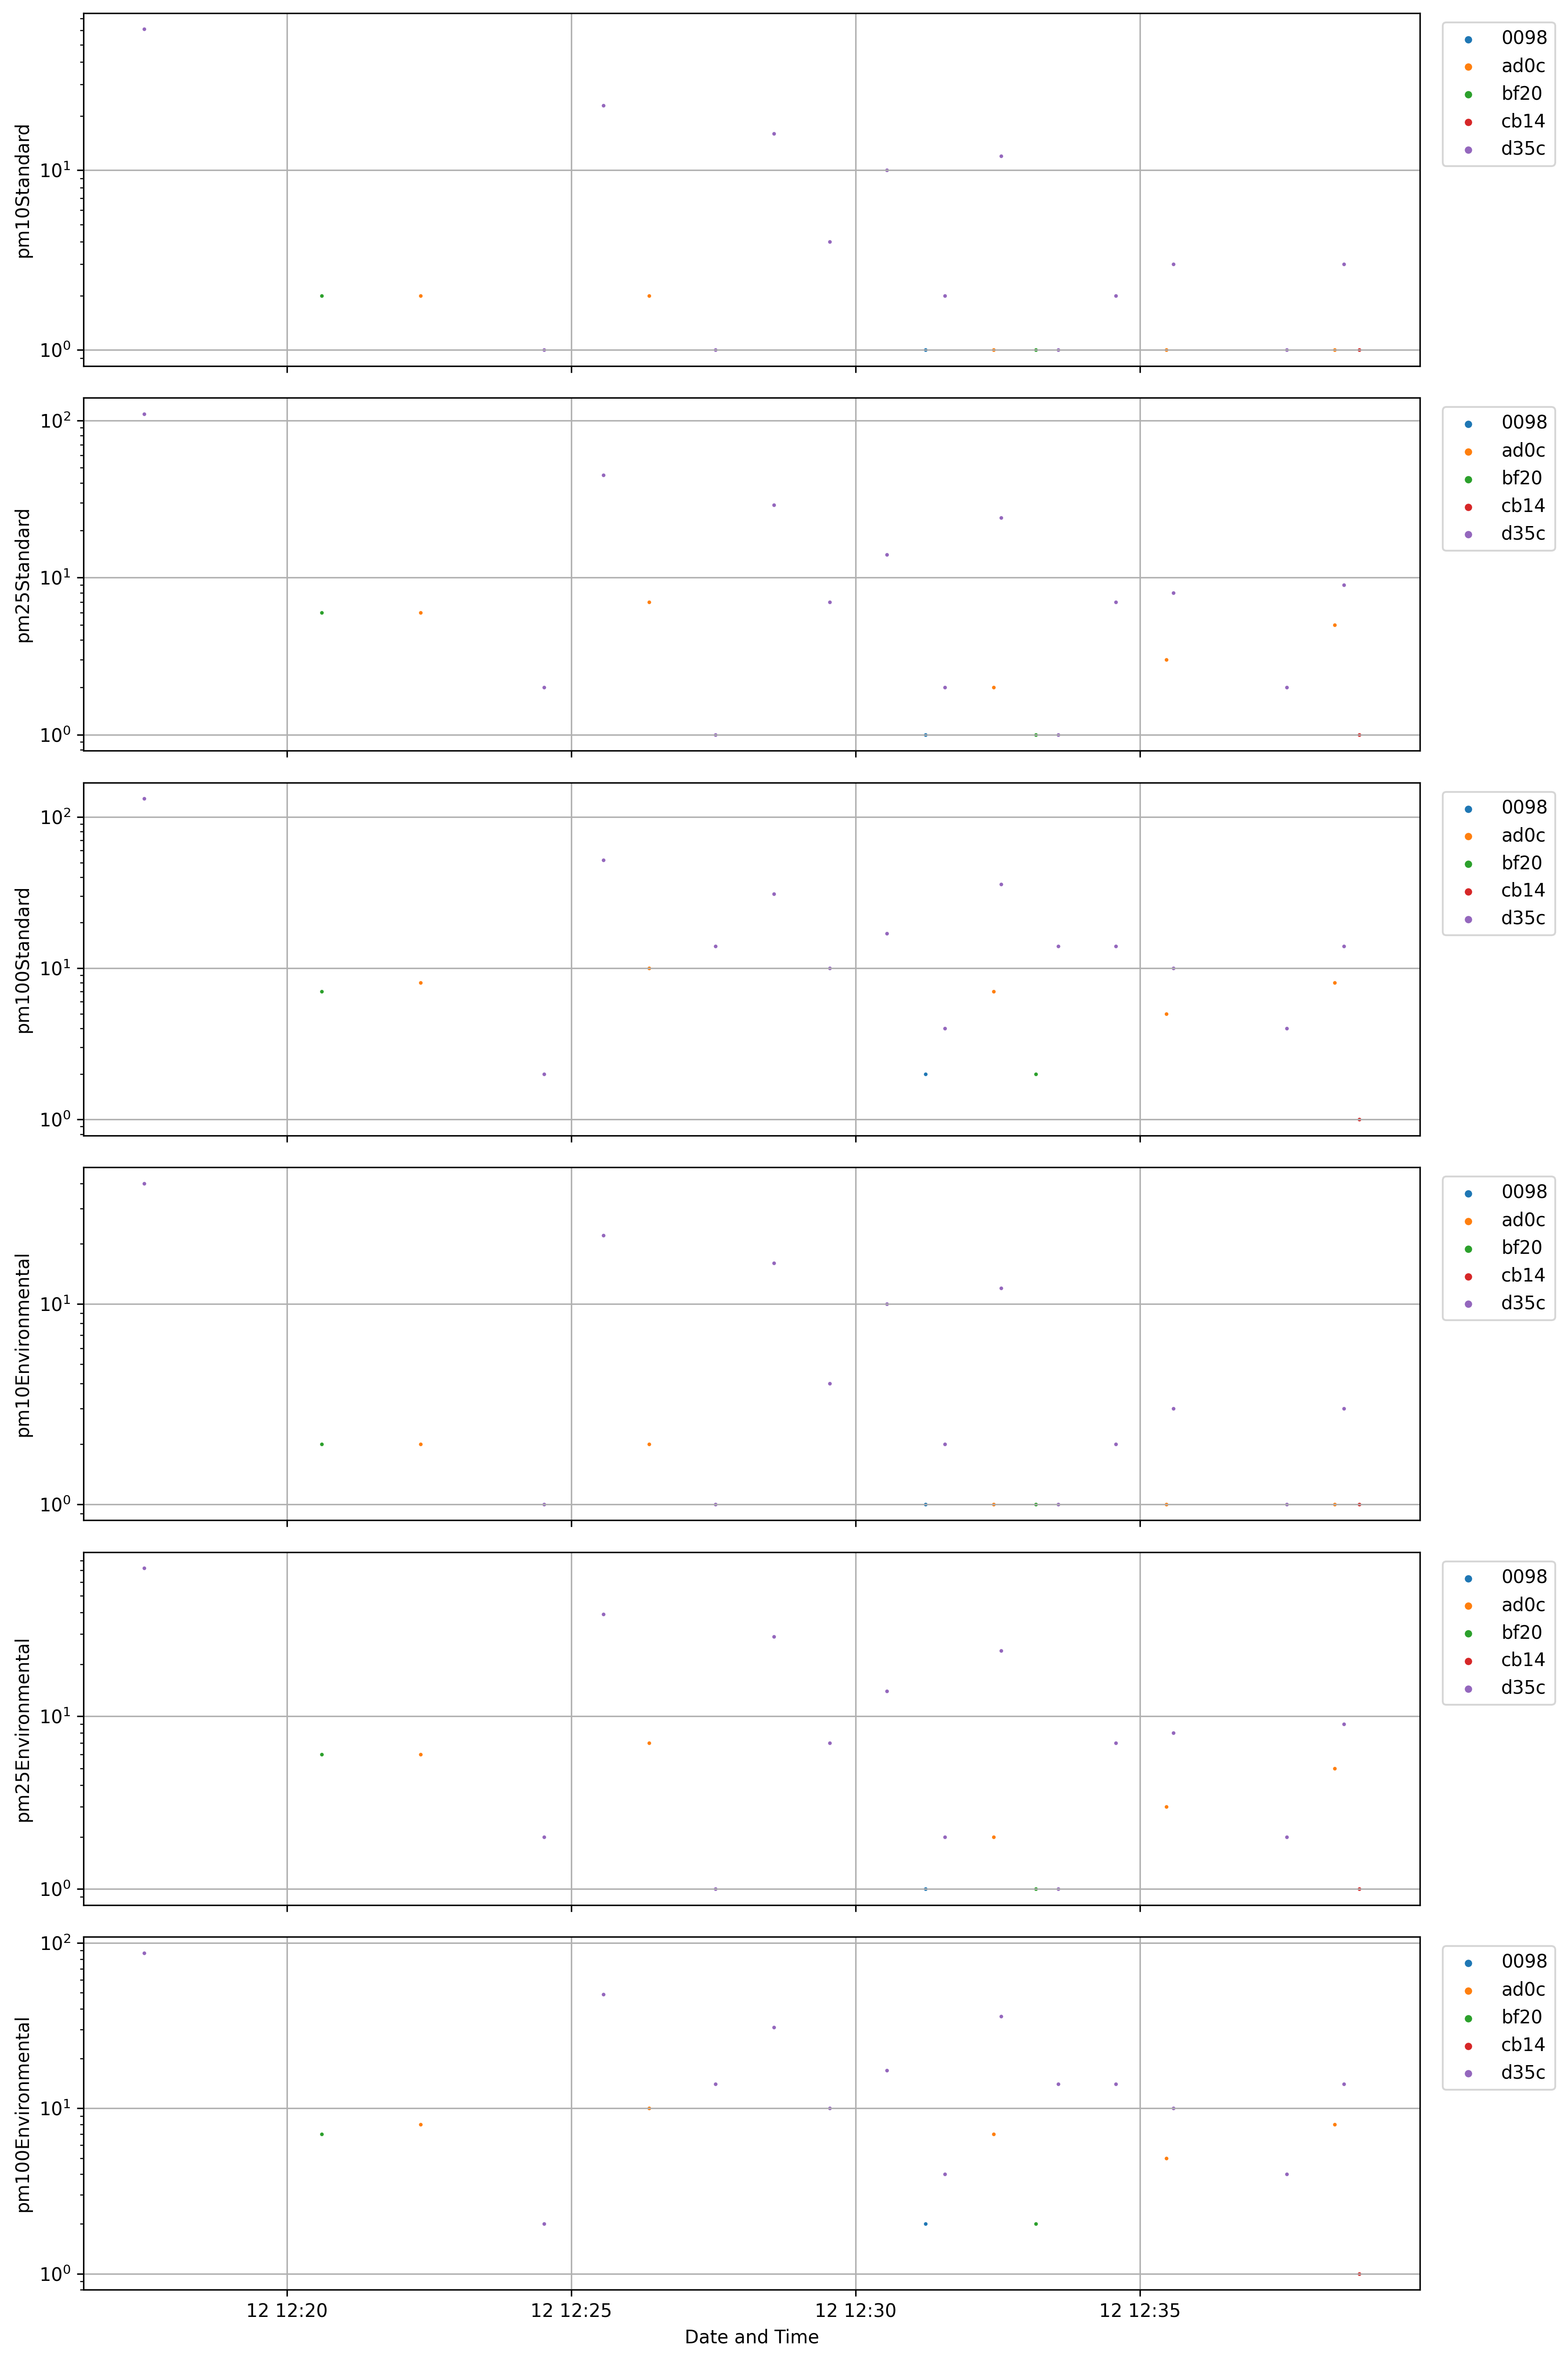 pm10Standard
10¹
10⁰
0098
ad0c
bf20
cb14
d35c
pm25Standard
10²
10¹
10⁰
0098
ad0c
bf20
cb14
d35c
pm100Standard
10²
10¹
10⁰
0098
ad0c
bf20
cb14
d35c
pm10Environmental
10¹
10⁰
0098
ad0c
bf20
cb14
d35c
pm25Environmental
10¹
10⁰
0098
ad0c
bf20
cb14
d35c
pm100Environmental
10²
10¹
10⁰
0098
ad0c
bf20
cb14
d35c
12 12:20 12 12:25 12 12:30 12 12:35
Date and Time